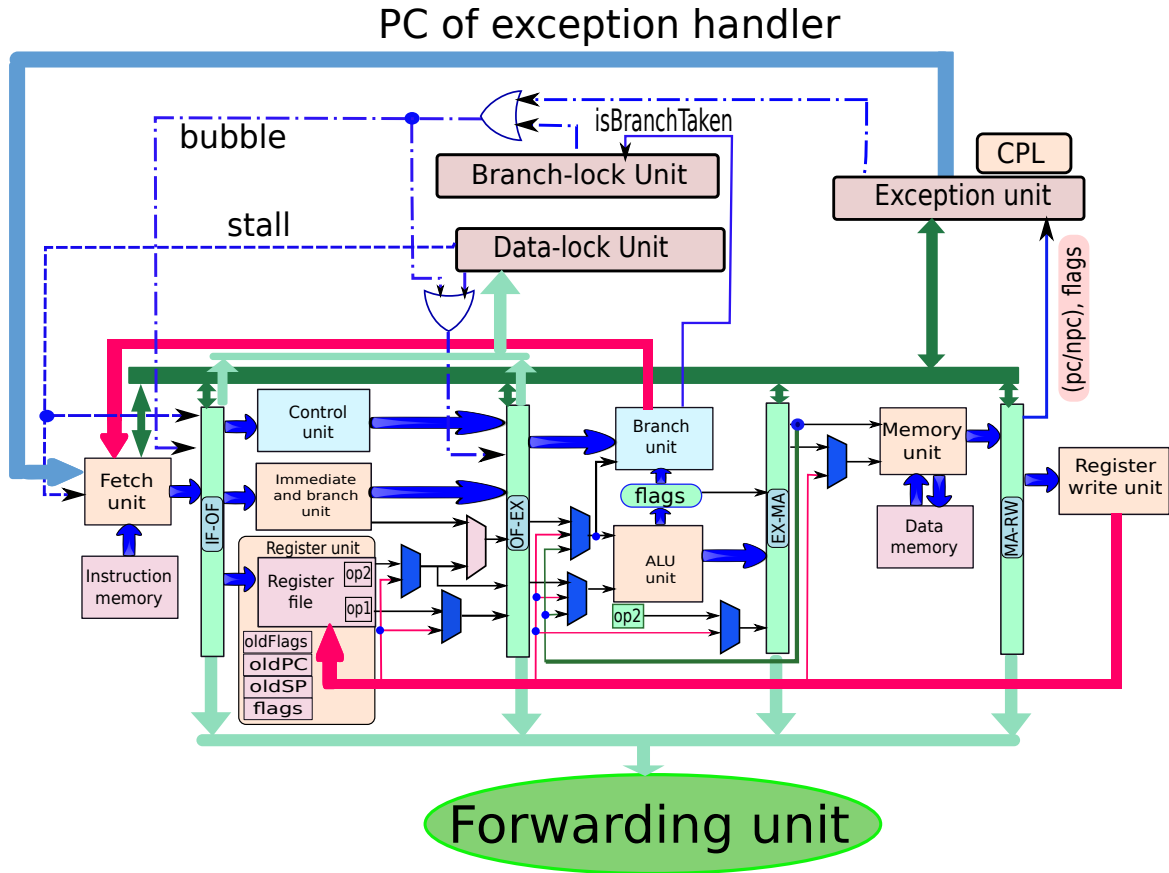 PC of exception handler
isBranchTaken
bubble
CPL
Branch-lock Unit
Exception unit
stall
Data-lock Unit
(pc/npc), flags
Control
unit
Branch
unit
Memory
unit
Fetch
unit
Immediate and branch
unit
flags
Register
write unit
IF-OF
OF-EX
EX-MA
MA-RW
Register unit
Instruction
memory
Register
file
op2
op1
ALU
unit
Data
memory
op2
oldFlags
oldPC
oldSP
flags
Forwarding unit